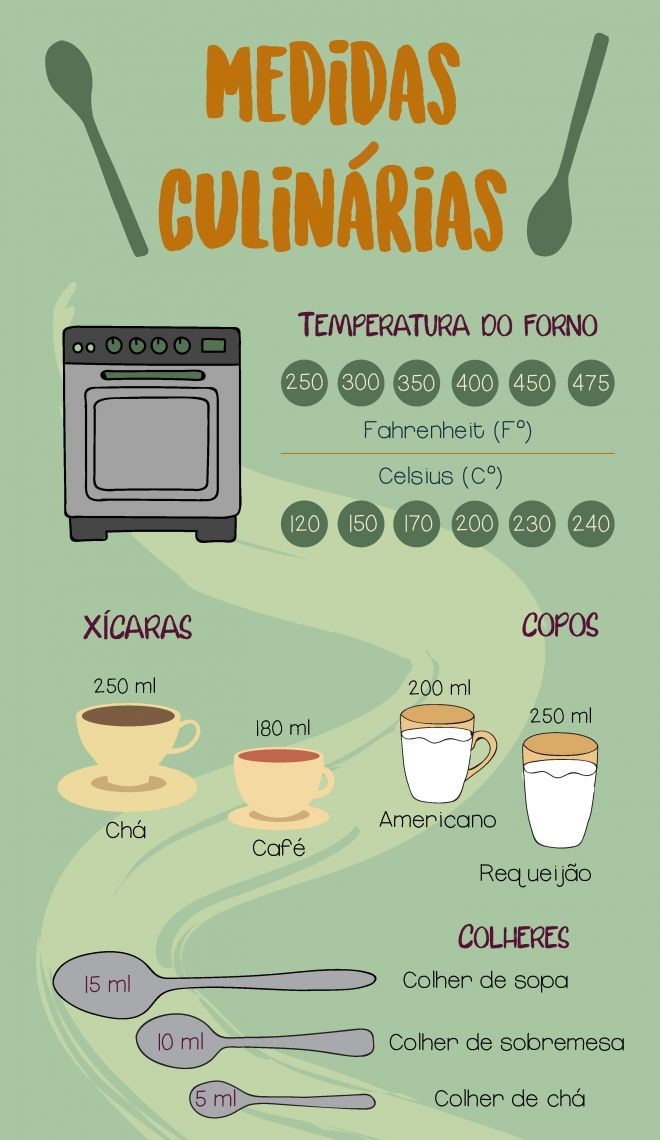 MEDIDAS
CULINÁRIAS
TEMPERATURA DO FORNO
250 300 350 400 450 475
Fahrenheit (Fº)
Celsius (Cº)
120 150 170 200 230 240
XÍCARAS
250 ml
180 ml
Chá
Café
COPOS
200 ml
250 ml
Americano
Requeijão
COLHERES
15 ml Colher de sopa
10 ml Colher de sobremesa
5 ml Colher de chá